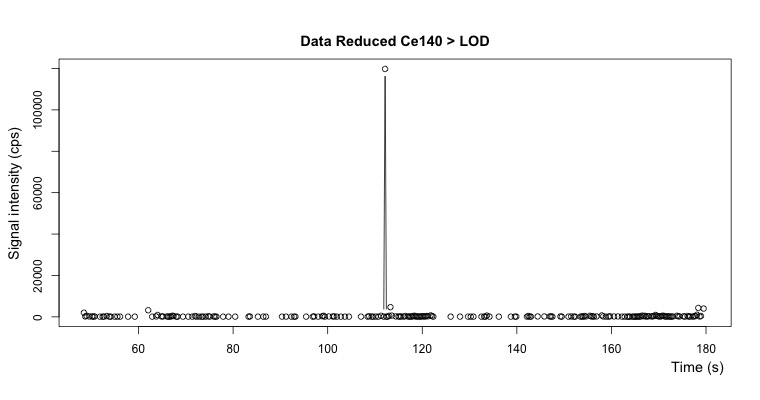 Data Reduced Ce140 > LOD
Signal intensity (cps)
100000
60000
20000
0
60 80 100 120 140 160 180
Time (s)